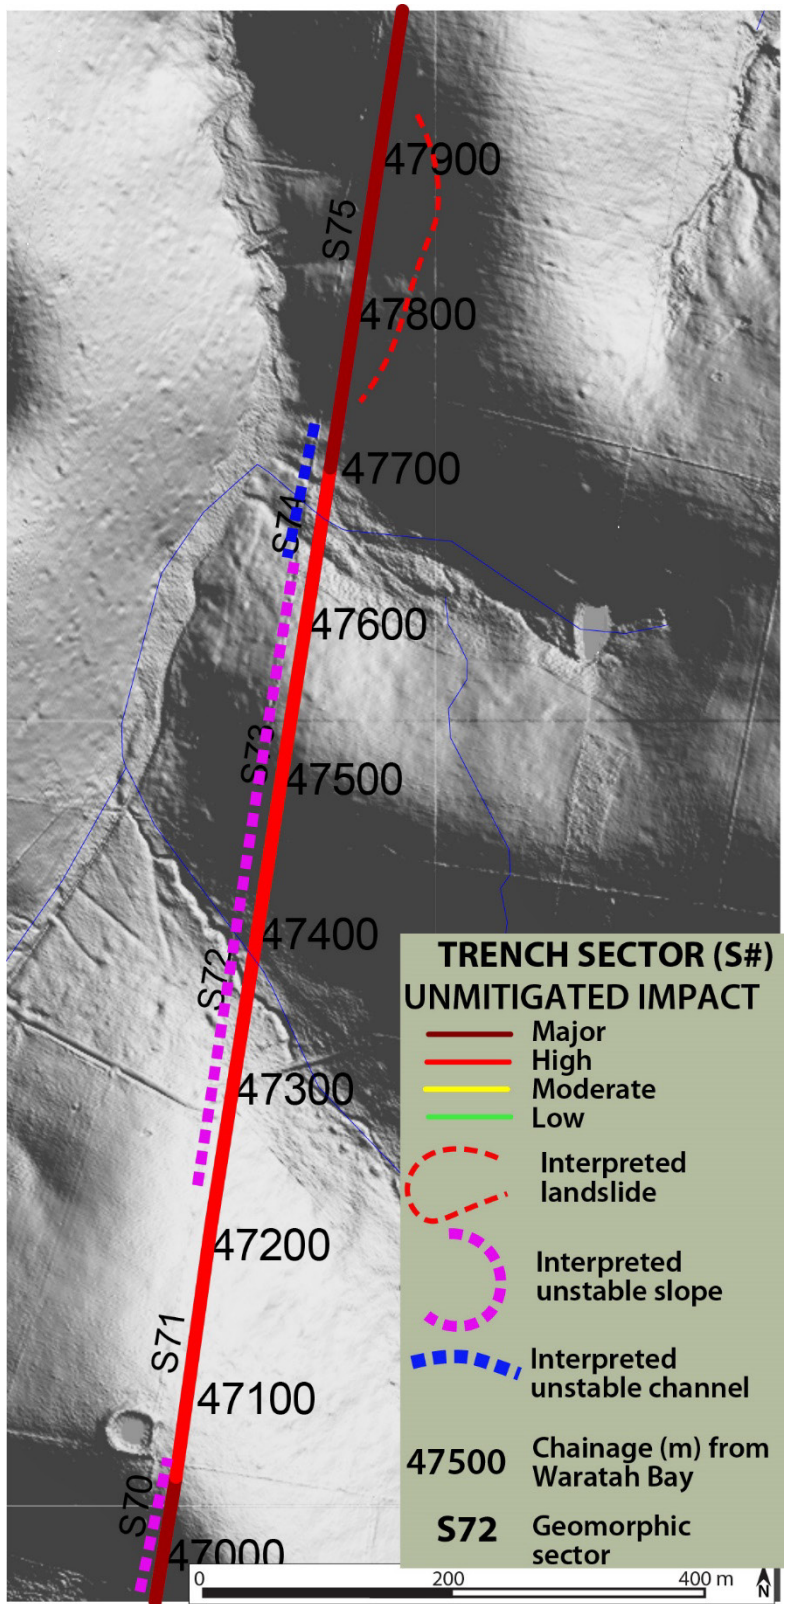 47900
S75
47800
47700
S74
47600
S73
47500
47400
S72
47300
47200
S71
47100
S70
47000
TRENCH SECTOR (S#)
UNMITIGATED IMPACT
Major
High
Moderate
Low
Interpreted
landslide
Interpreted
unstable slope
Interpreted
unstable channel
47500 Chainage (m) from
Waratah Bay
S72 Geomorphic
sector
0 200 400 m
N